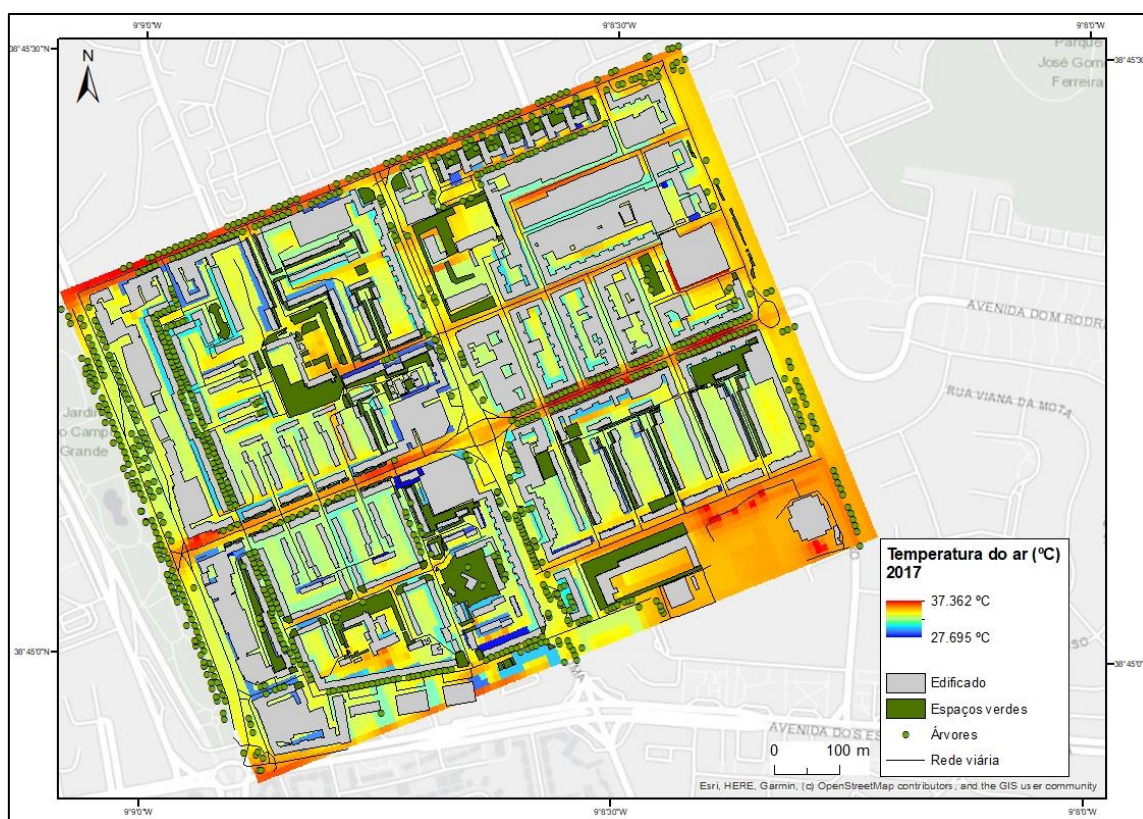 9°9'0"W
9°8'30"W
9°8'0"W
38°45'30"N
N
Parque
José Gom
Ferreira
AVENIDA DOM RODRI
RUA VIANA DA MOTA
Jardin
Camp
Grande
Temperatura do ar (ºC)
2017
37.362 ºC
27.695 ºC
Edificado
Espaços verdes
Árvores
Rede viária
38°45'0"N
AVENIDA DOS ES
0 100 m
Esri, HERE, Garmin, (c) OpenStreetMap contributors, and the GIS user community
9°9'0"W
9°8'30"W
9°8'0"W